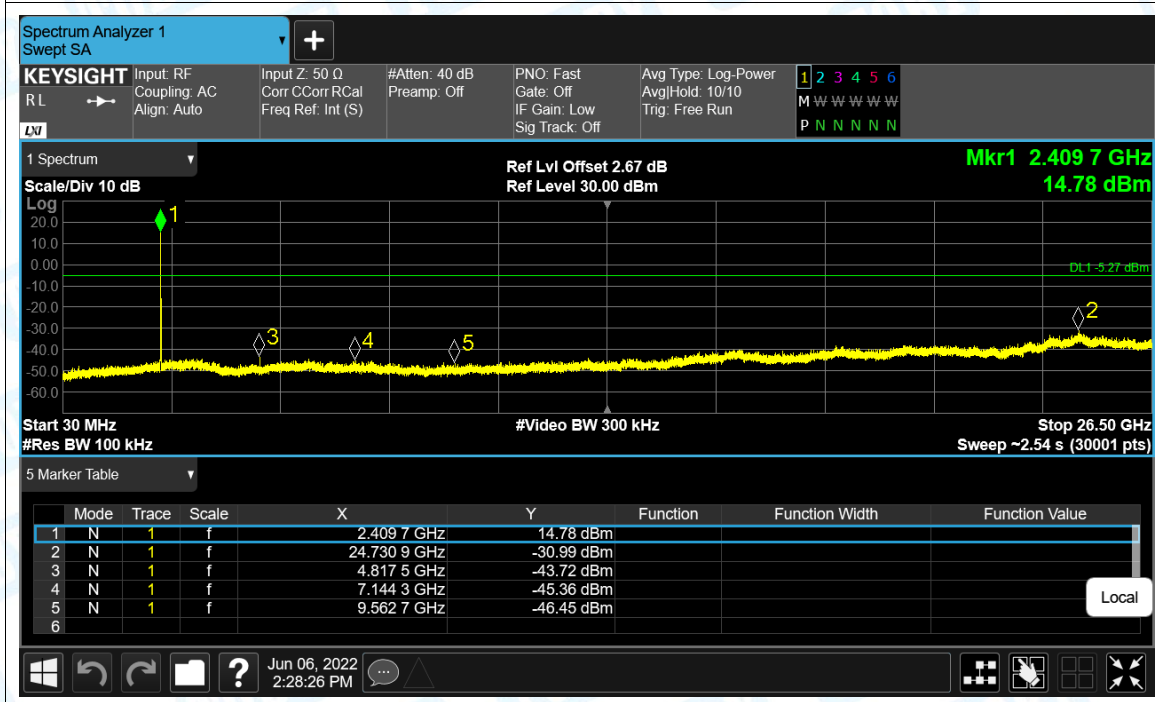 Spectrum Analyzer 1
Swept SA
+
KEYSIGHT Input: RF Input Z: 50 Ω #Atten: 40 dB PNO: Fast Avg Type: Log-Power 1 2 3 4 5 6
R L Coupling: AC Corr CCorr RCal Preamp: Off Gate: Off Avg|Hold: 10/10 M W W W W W
Align: Auto Freq Ref: Int (S) IF Gain: Low Trig: Free Run
LXI Sig Track: Off P N N N N N
1 Spectrum Ref Lvl Offset 2.67 dB Mkr1 2.409 7 GHz
Scale/Div 10 dB Ref Level 30.00 dBm 14.78 dBm
Log
1
20.0
10.0
0.00 DL1 -5.27 dBm
-10.0
-20.0
2
-30.0
3 4 5
-40.0
-50.0
-60.0
Start 30 MHz #Video BW 300 kHz Stop 26.50 GHz
#Res BW 100 kHz Sweep ~2.54 s (30001 pts)
5 Marker Table
Mode Trace Scale X Y Function Function Width Function Value
1 N 1 f 2.409 7 GHz 14.78 dBm
2 N 1 f 24.730 9 GHz -30.99 dBm
3 N 1 f 4.817 5 GHz -43.72 dBm
4 N 1 f 7.144 3 GHz -45.36 dBm
5 N 1 f 9.562 7 GHz -46.45 dBm
6
Local
? Jun 06, 2022
2:28:26 PM